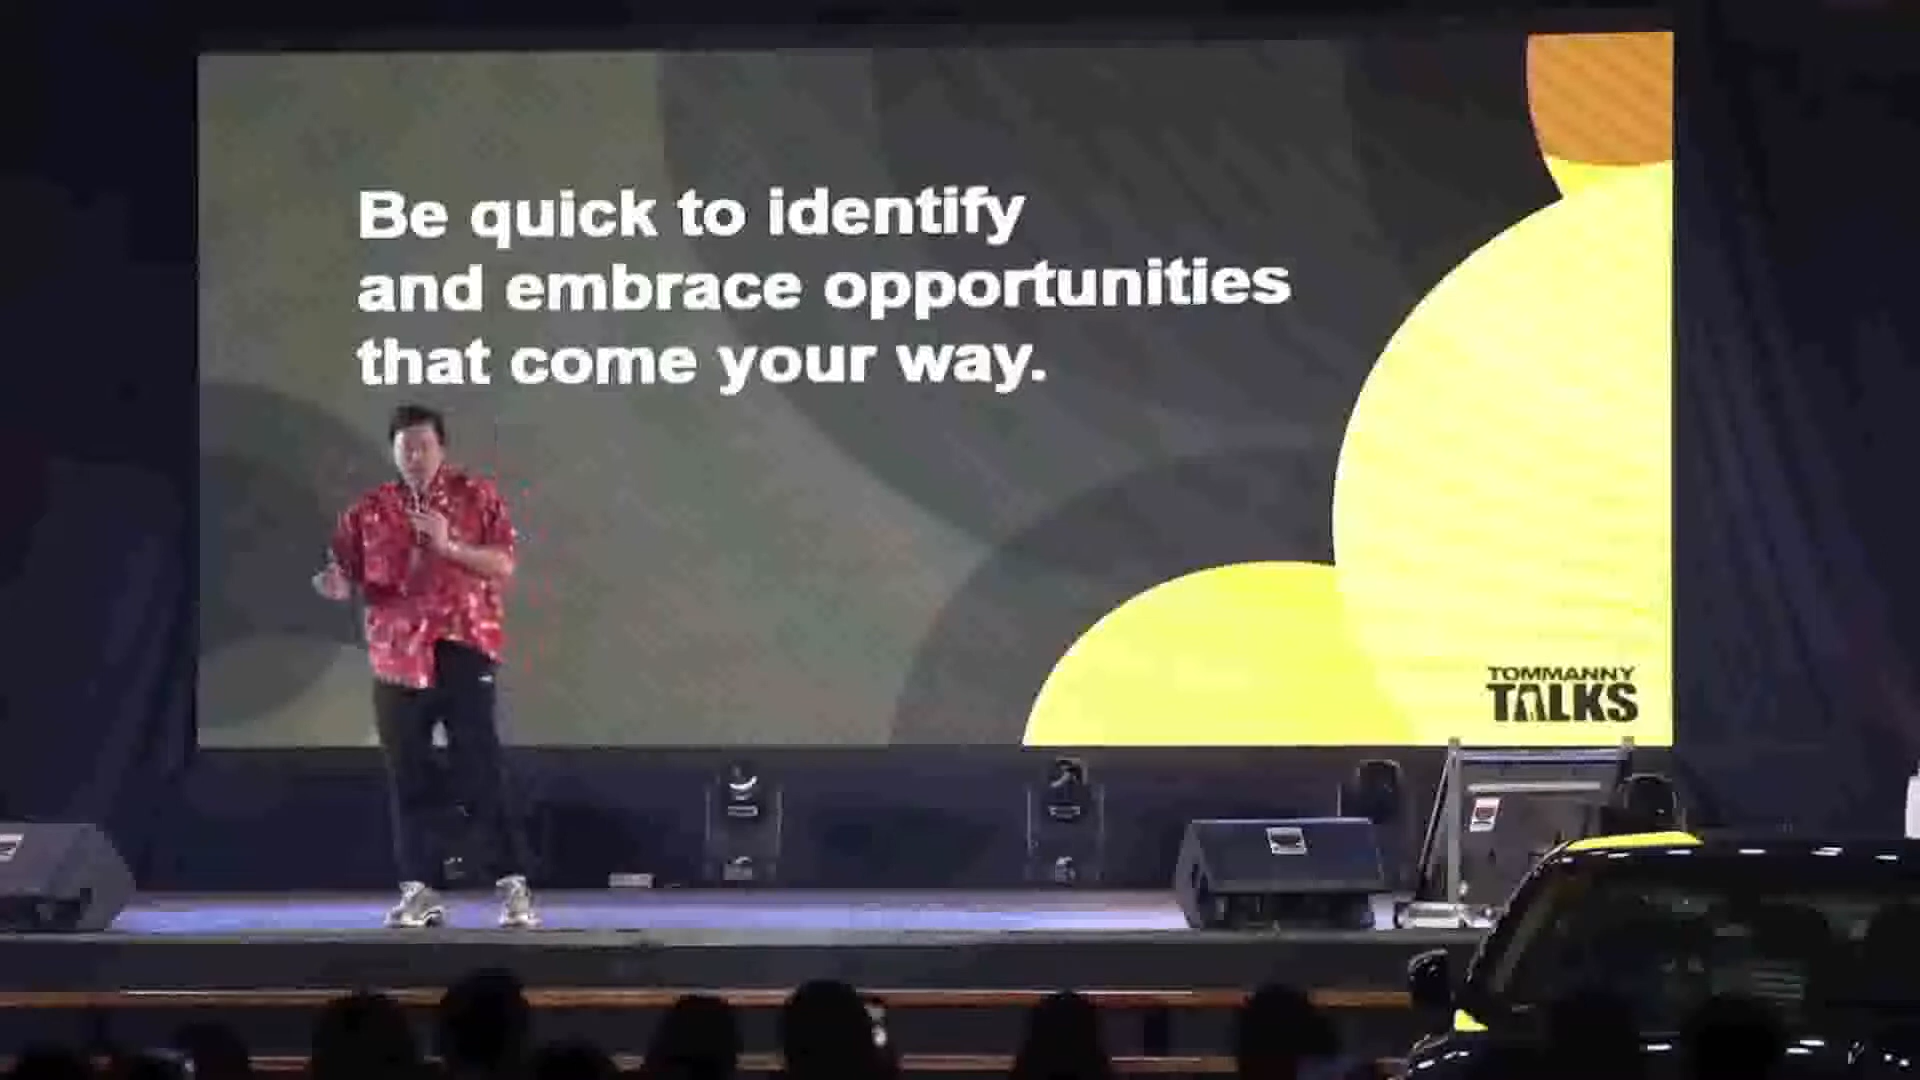 Be quick to identify
and embrace opportunities
that come your way.
TOMMANNY
TALKS